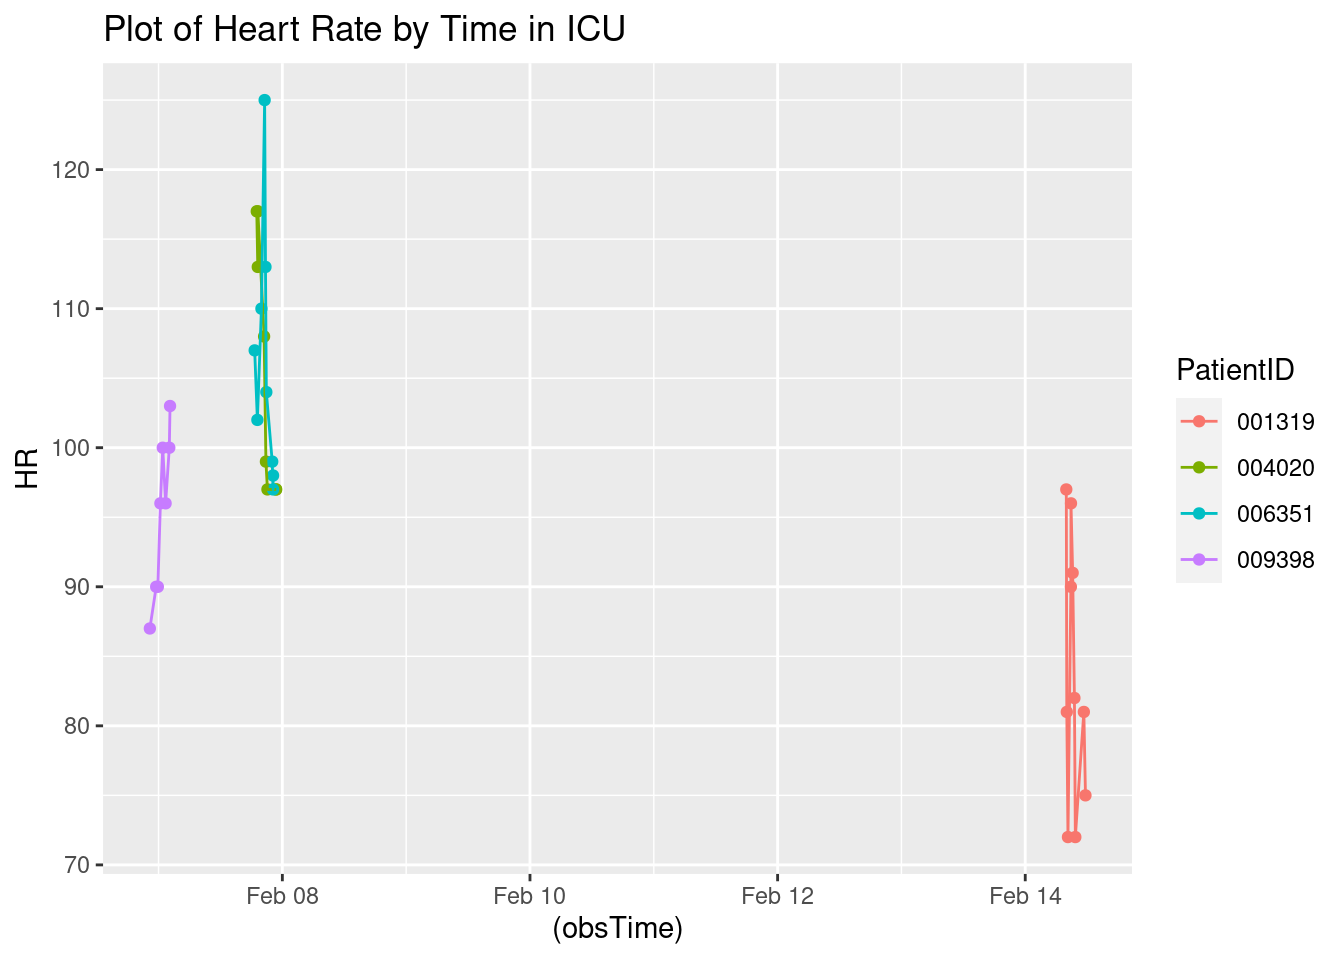 Plot of Heart Rate by Time in ICU
120
110
100
90
80
70
HR
Feb 08 Feb 10 Feb 12 Feb 14
(obsTime)
PatientID
001319
004020
006351
009398